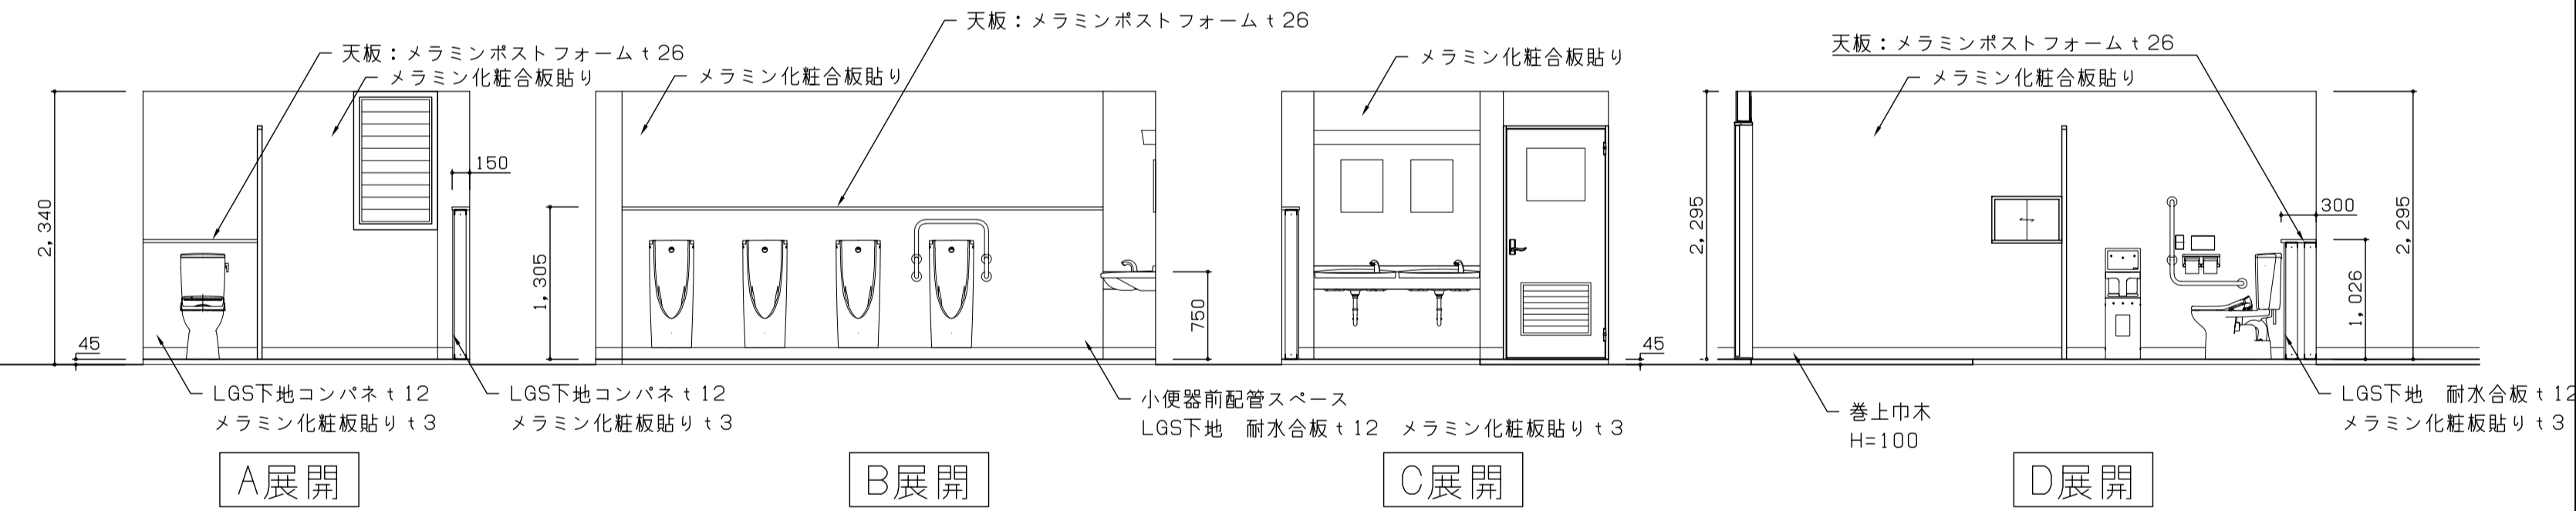 天板：メラミンポストフォームｔ26
メラミン化粧合板貼り
2,340
45
150
LGS下地コンパネｔ12
メラミン化粧板貼りｔ3
LGS下地コンパネｔ12
メラミン化粧板貼りｔ3
A展開
天板：メラミンポストフォームｔ26
メラミン化粧合板貼り
1,305
750
小便器前配管スペース
LGS下地　耐水合板ｔ12　メラミン化粧板貼りｔ3
B展開
メラミン化粧合板貼り
45
C展開
天板：メラミンポストフォームｔ26
メラミン化粧合板貼り
2,295
300
1,026
2,295
巻上巾木
H=100
LGS下地　耐水合板ｔ12
メラミン化粧板貼りｔ3
D展開